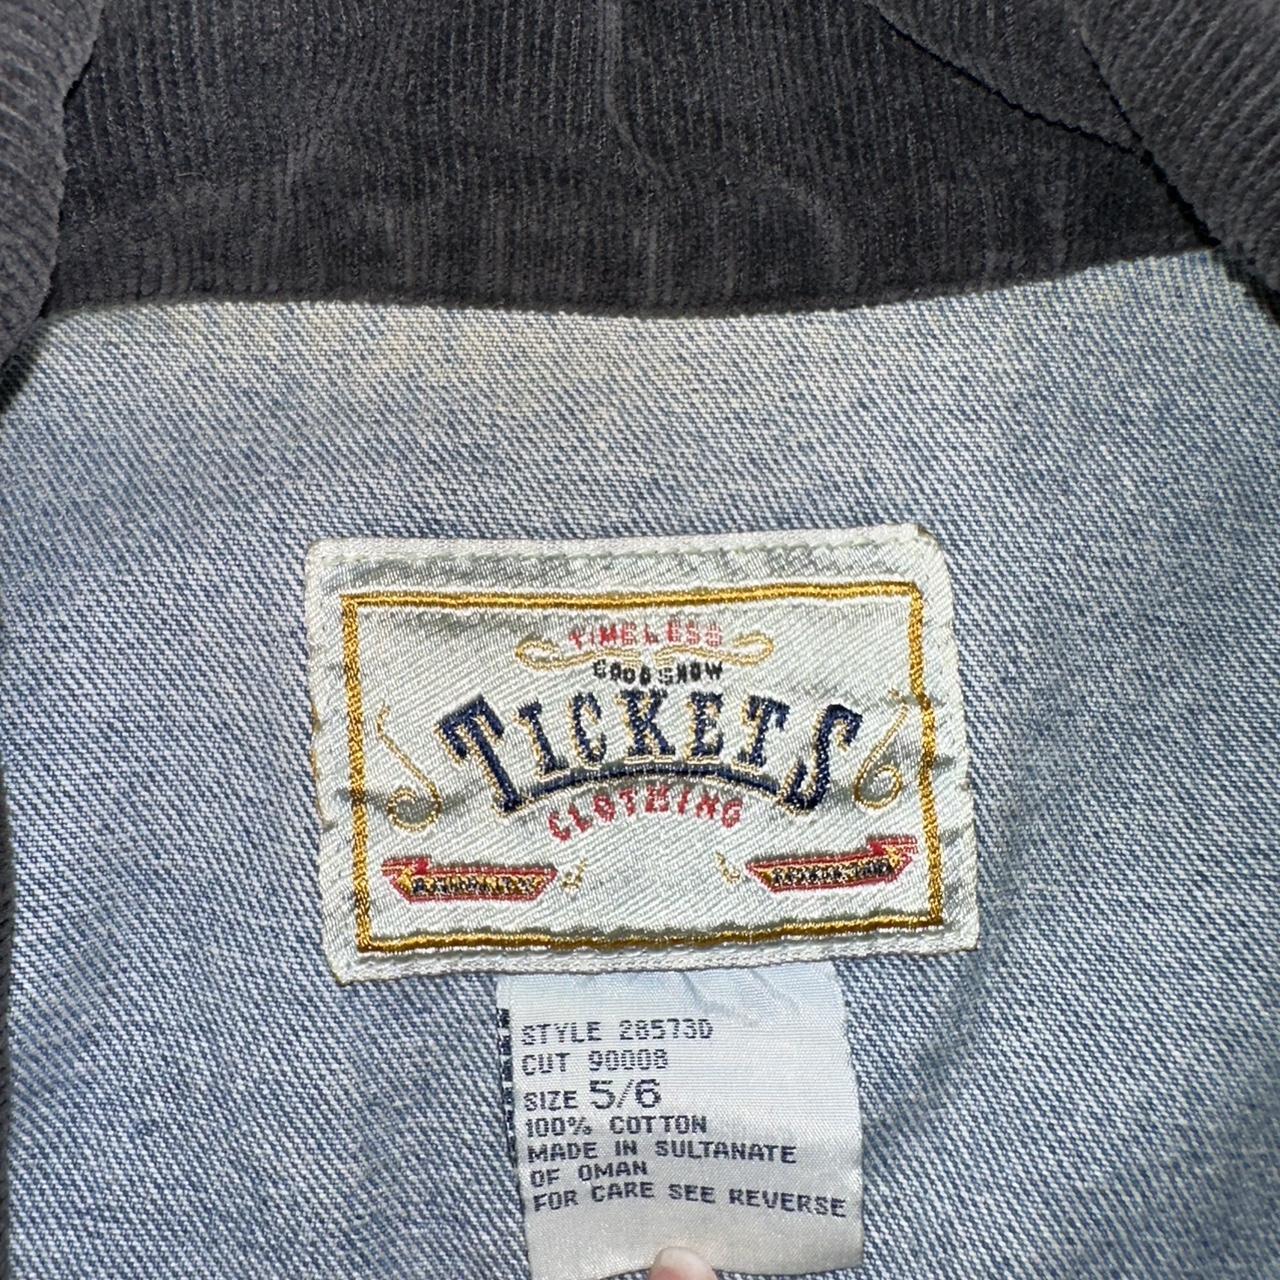 TIMELESS
GOOD SHOW
TICKETS
CLOTHING
STYLE 28573D
CUT 90008
SIZE 5/6
100% COTTON
MADE IN SULTANATE
OF OMAN
FOR CARE SEE REVERSE